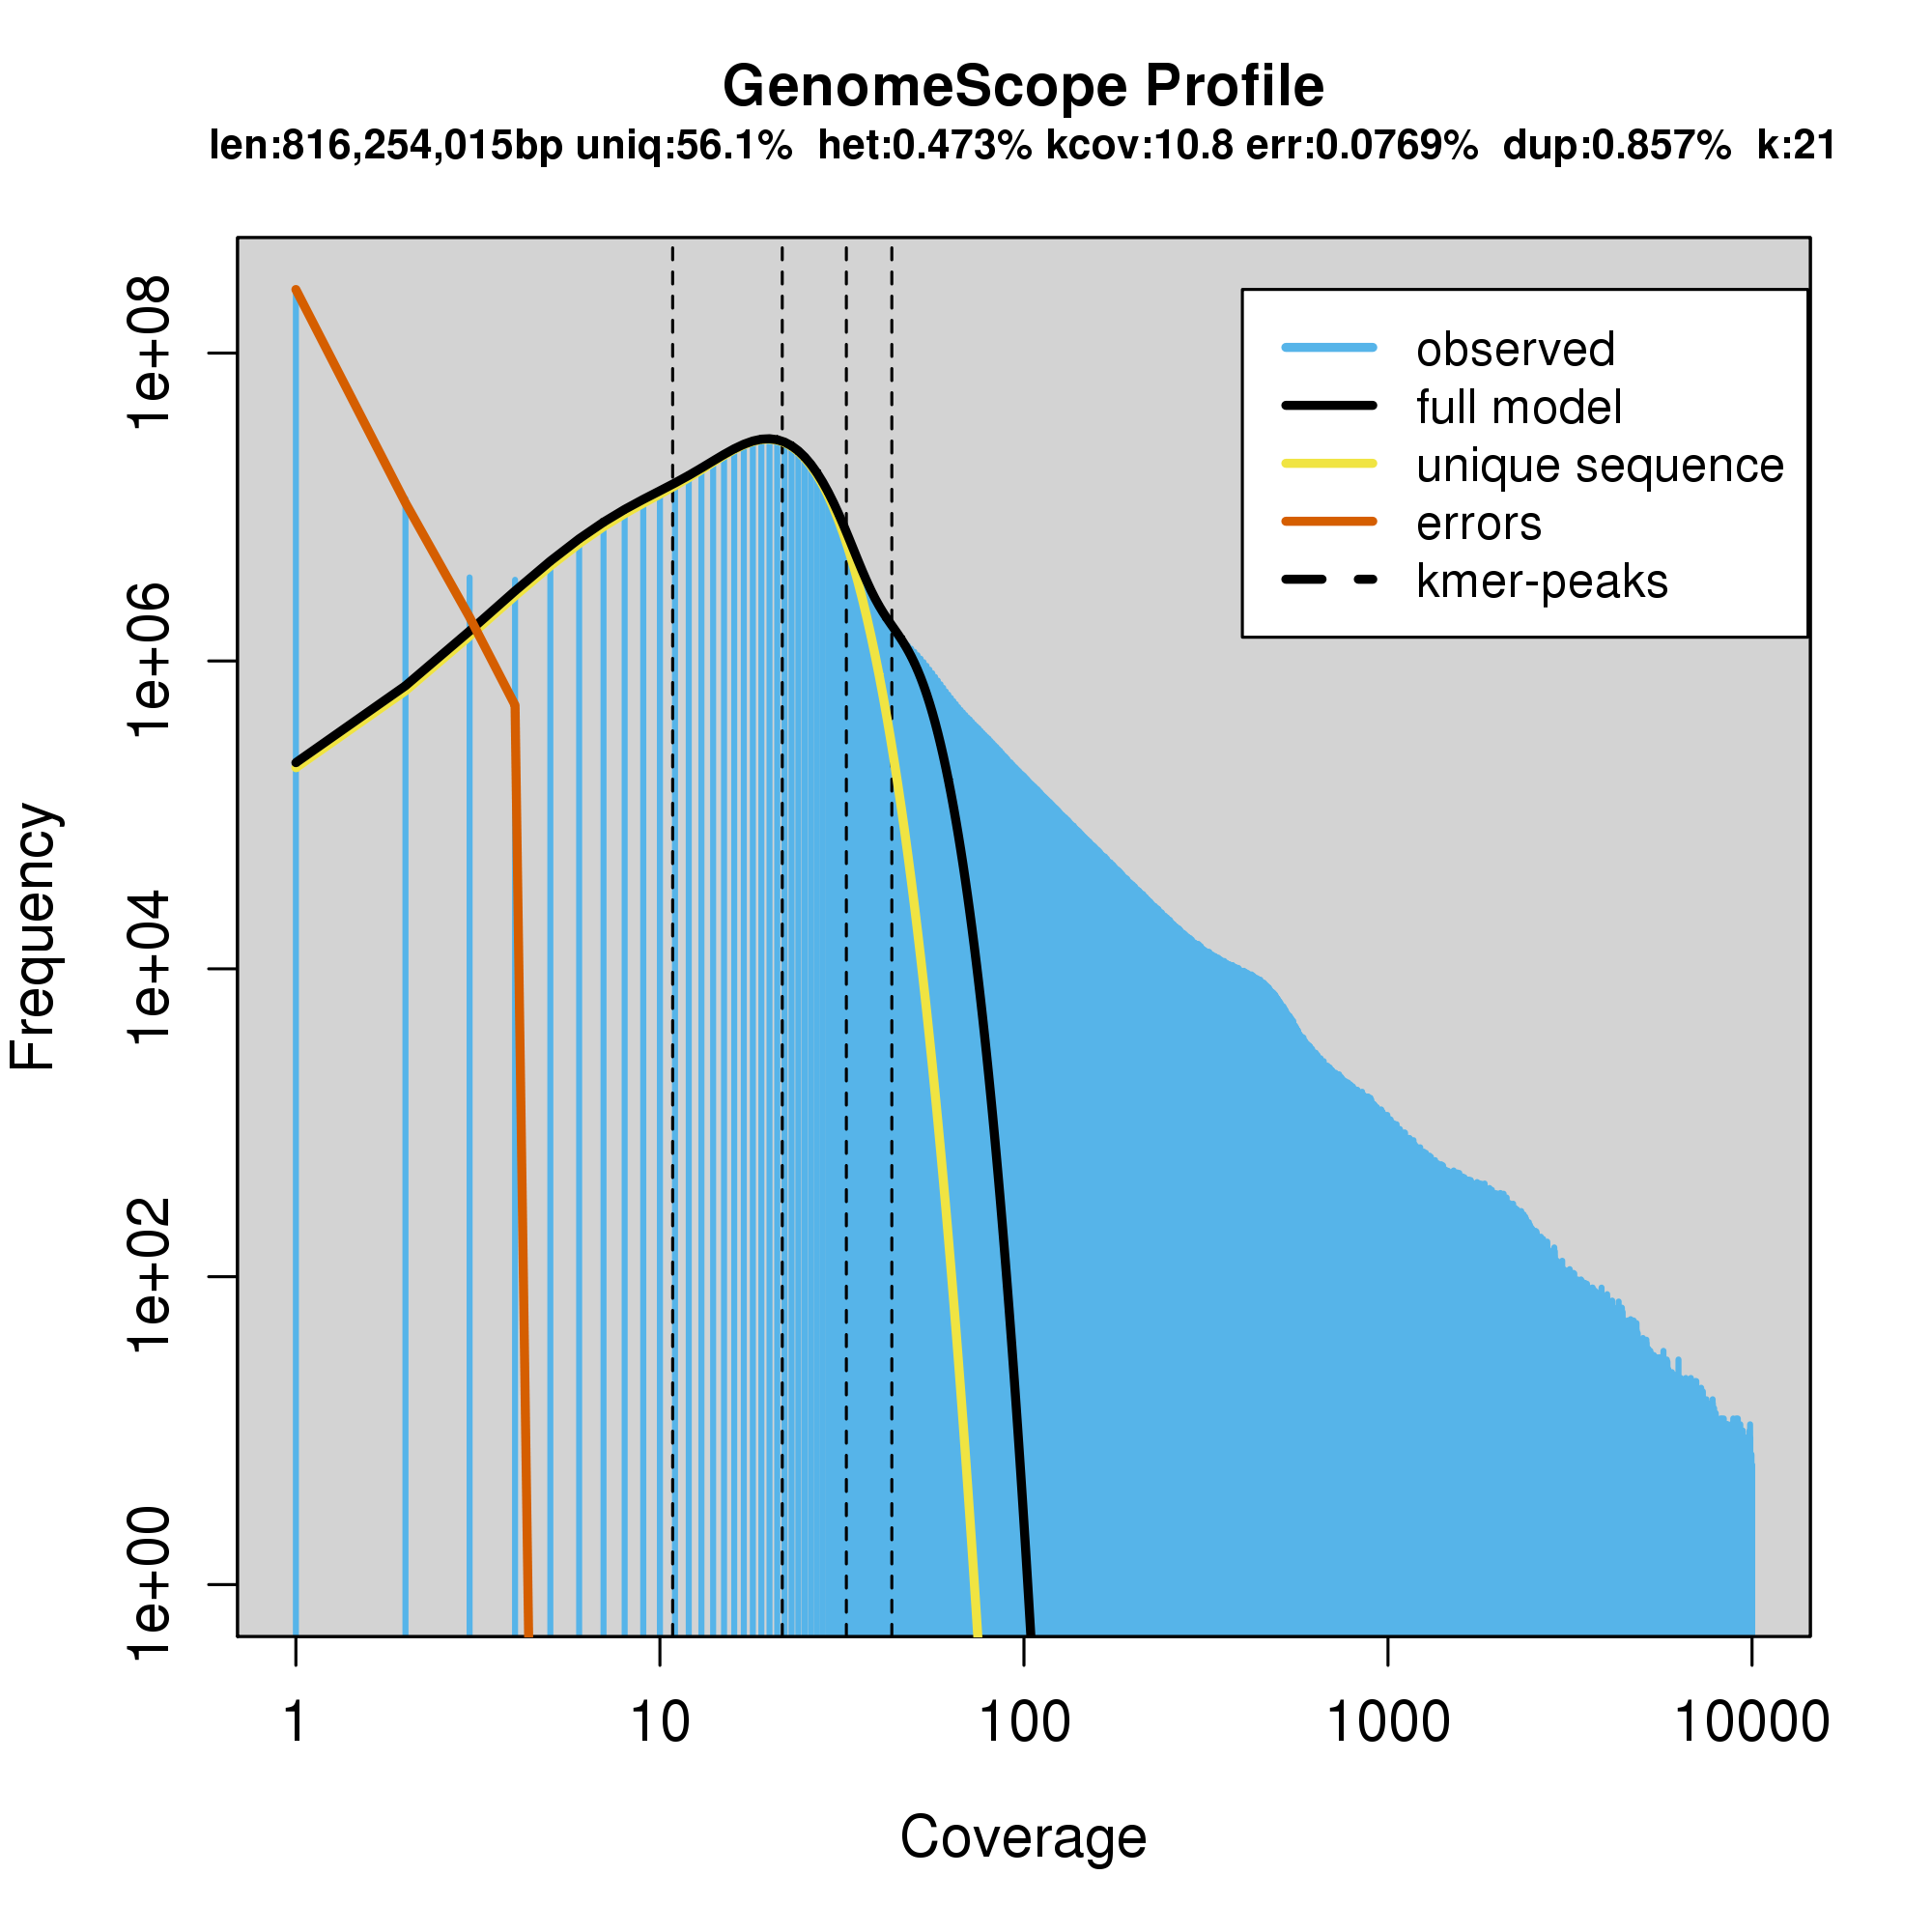 GenomeScope Profile
len:816,254,015bp uniq:56.1% het:0.473% kcov:10.8 err:0.0769% dup:0.857% k:21
observed
full model
unique sequence
errors
kmer-peaks
Frequency
1e+08
1e+06
1e+04
1e+02
1e+00
1 10 100 1000 10000
Coverage